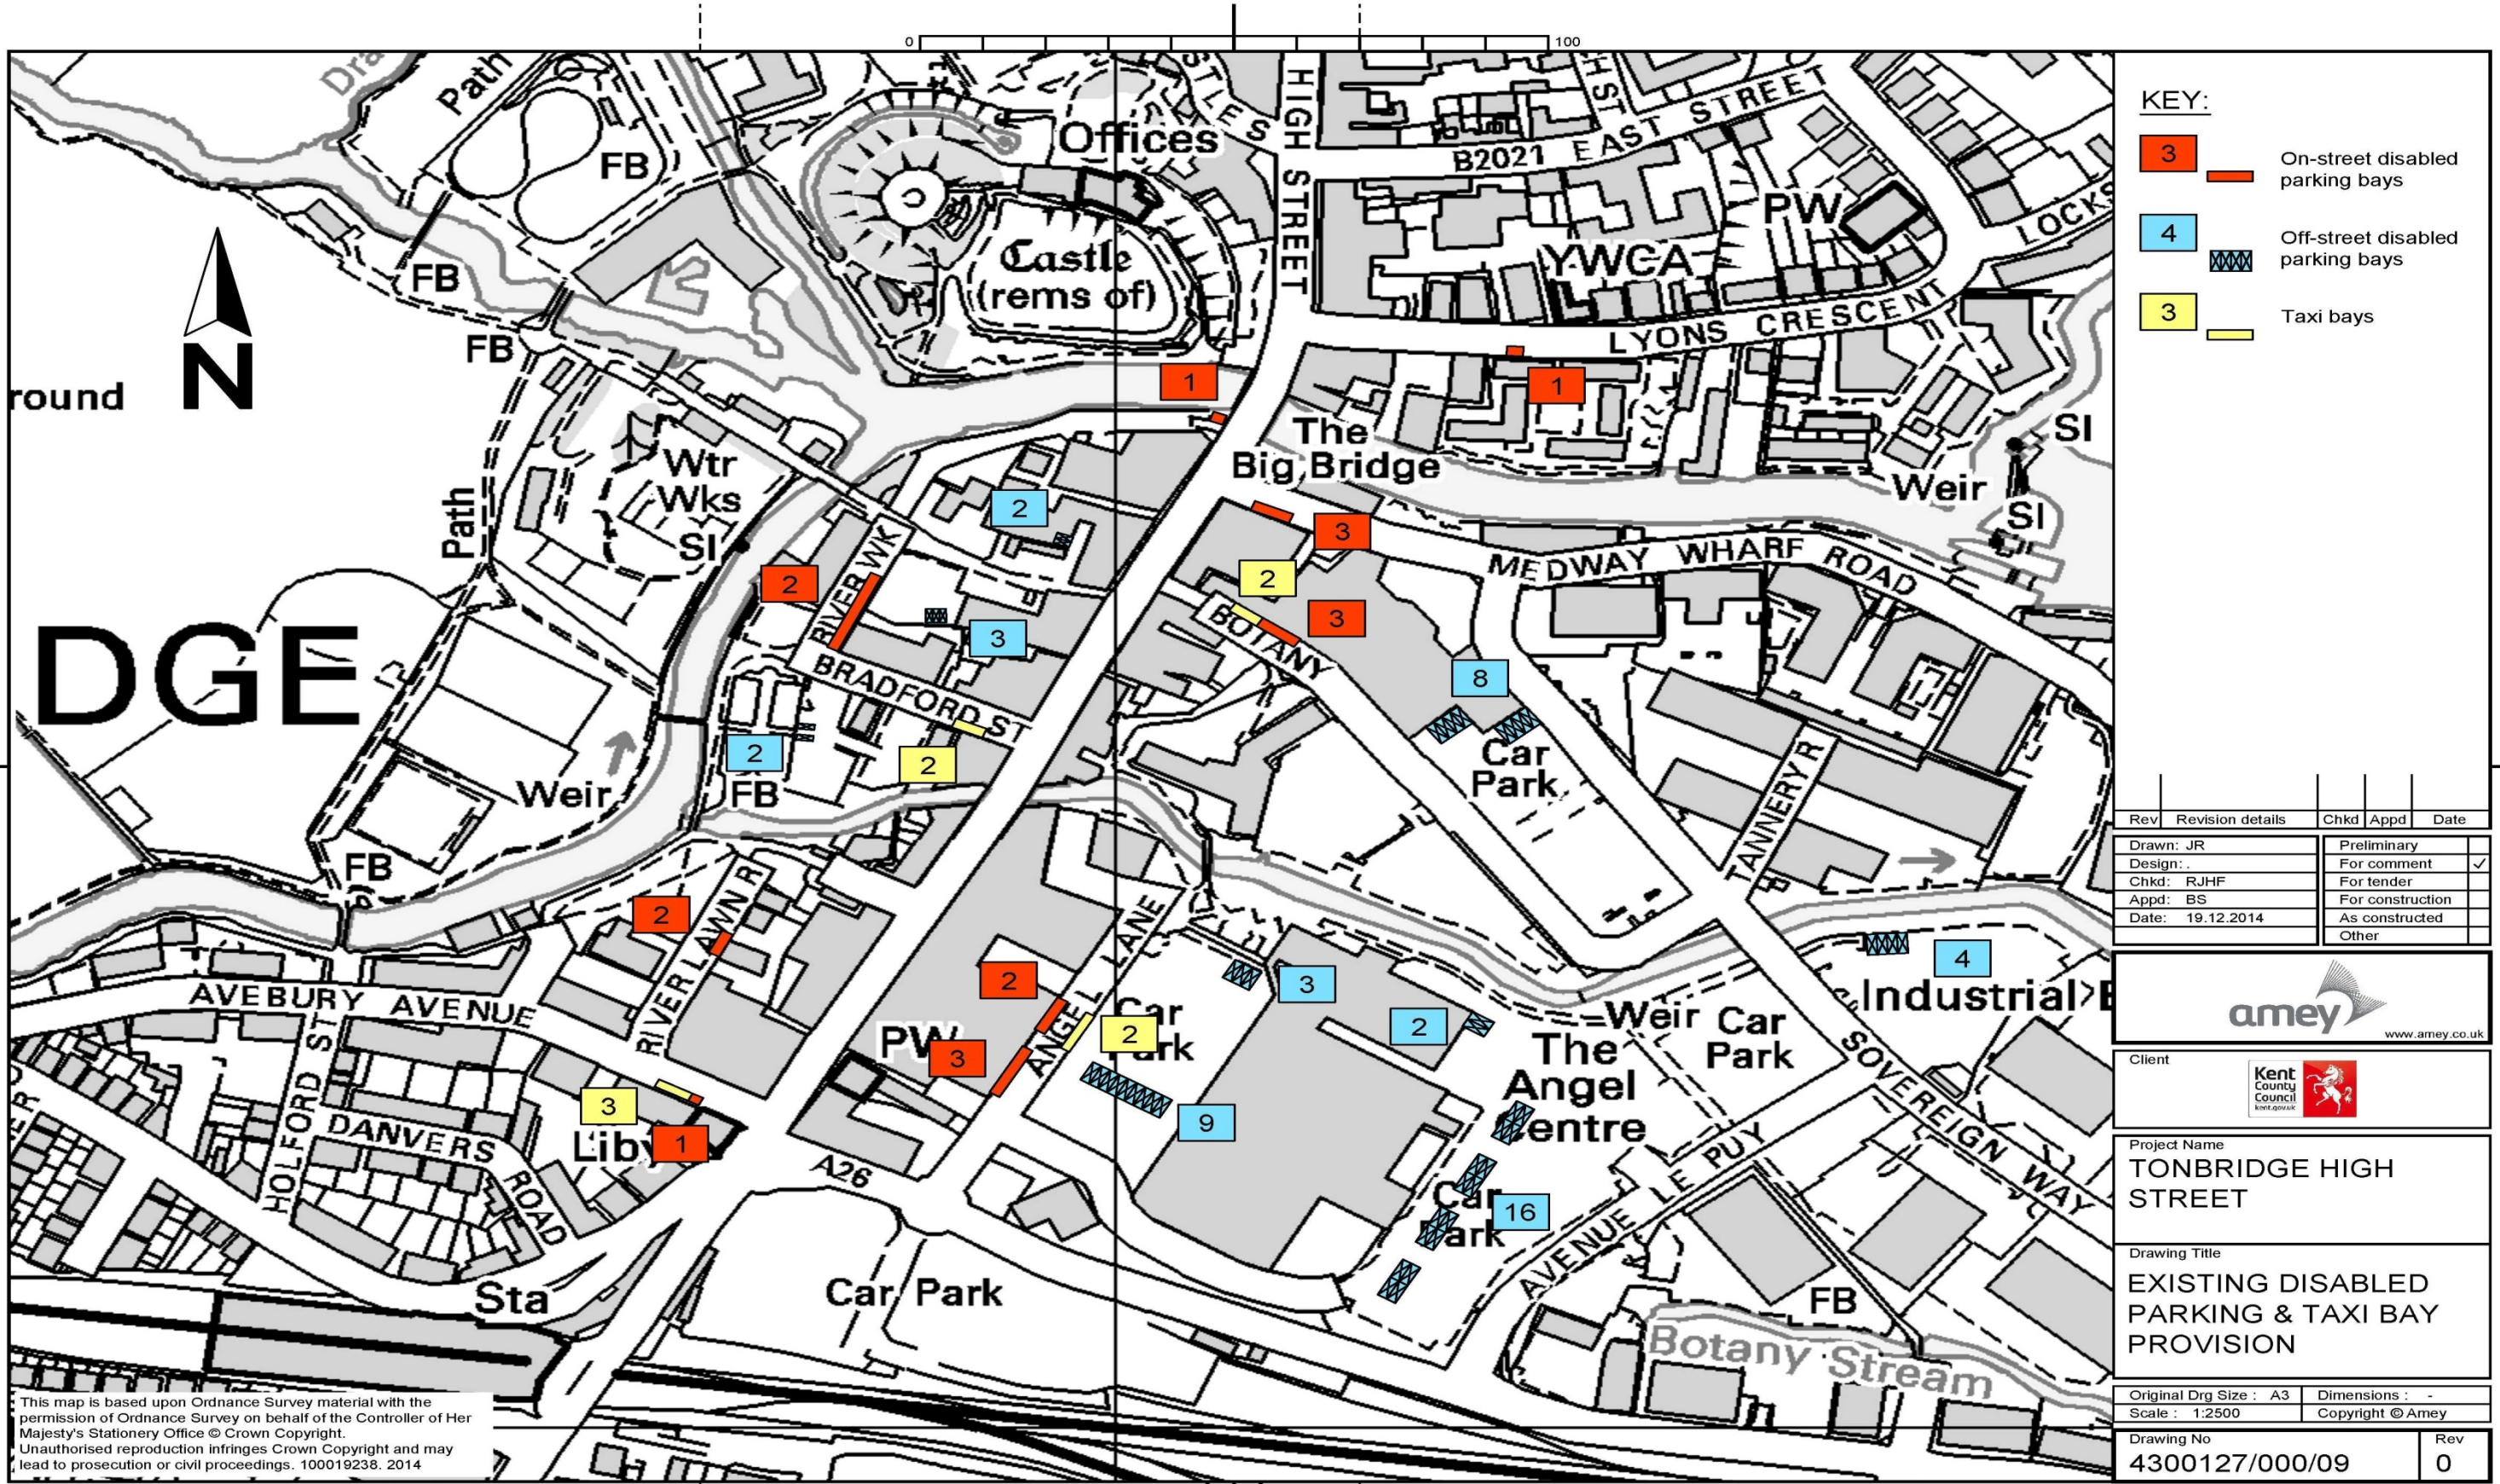 0
100
Dra
Path
FB
Offices
STLES
HIGH STREET
H ST
B2021 EAST STREET
PW
YWCA
LOCKS
Castle
(rems of)
FB
FB
LYONS CRESCENT
round
N
1
1
The
Big Bridge
SI
Weir
SI
Wtr
Wks
Path
SI
2
3
MEDWAY WHARF ROAD
2
RIVER WK
2
3
BOTANY
3
DGE
BRADFORD ST
8
2
2
FB
Weir
Car
Park
TANNERY R
FB
2
RIVER LAWN R
ANGEL LANE
2
3
4
Industrial E
AVEBURY AVENUE
HOLFORD ST
PW
3
Car
Park
2
2
Weir
Car
Park
The
Angel
Centre
SOVEREIGN WAY
3
Liby
1
9
DANVERS ROAD
A26
AVENUE LE PUY
Car
Park
16
Sta
Car Park
FB
Botany Stream
This map is based upon Ordnance Survey material with the
permission of Ordnance Survey on behalf of the Controller of Her
Majesty's Stationery Office © Crown Copyright.
Unauthorised reproduction infringes Crown Copyright and may
lead to prosecution or civil proceedings. 100019238. 2014
KEY:
3
On-street disabled
parking bays
4
Off-street disabled
parking bays
3
Taxi bays
Rev Revision details Chkd Appd Date
Drawn: JR
Design: .
Chkd: RJHF
Appd: BS
Date: 19.12.2014
Preliminary
For comment ✓
For tender
For construction
As constructed
Other
amey
www.amey.co.uk
Client
Kent
County
Council
kent.gov.uk
Project Name
TONBRIDGE HIGH
STREET
Drawing Title
EXISTING DISABLED
PARKING & TAXI BAY
PROVISION
Original Drg Size : A3 Dimensions : -
Scale : 1:2500 Copyright © Amey
Drawing No Rev
4300127/000/09 0